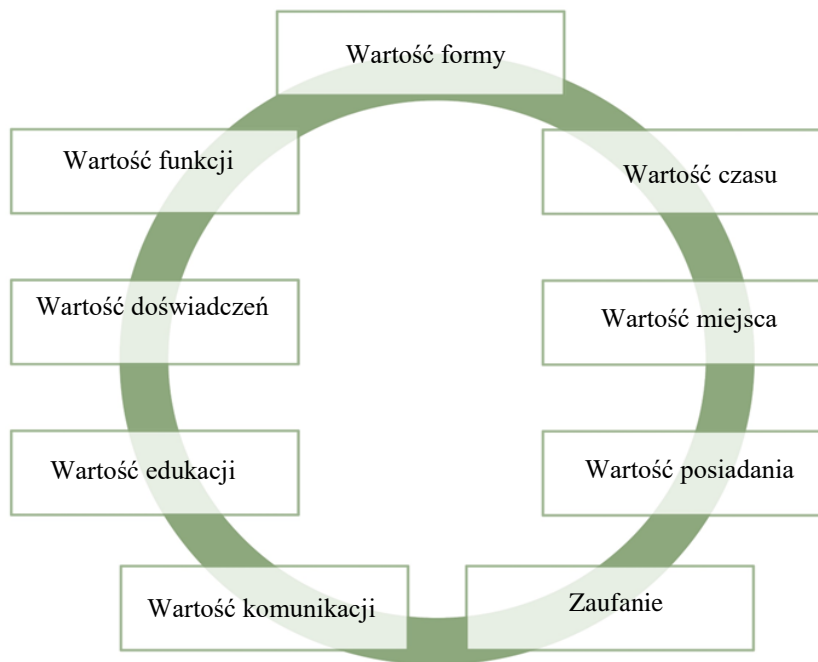 Wartość formy
Wartość funkcji
Wartość czasu
Wartość doświadczeń
Wartość miejsca
Wartość edukacji
Wartość posiadania
Wartość komunikacji
Zaufanie